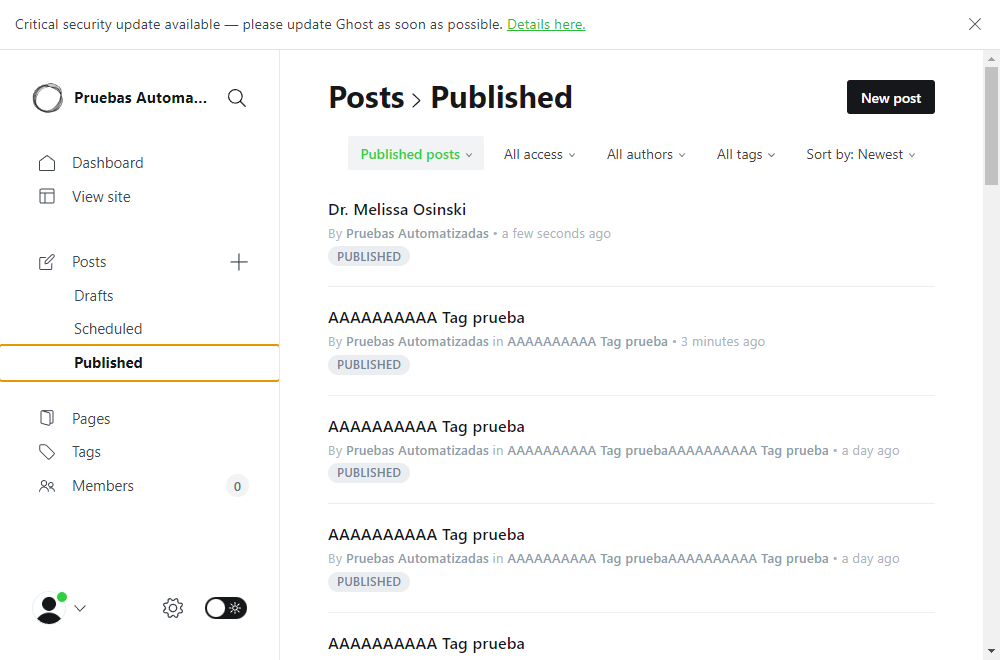 Critical security update available — please update Ghost as soon as possible. Details here.
Pruebas Automa...
Dashboard
View site
Posts
Drafts
Scheduled
Published
Pages
Tags
Members 0
Posts › Published
New post
Published posts All access All authors All tags Sort by: Newest
Dr. Melissa Osinski
By Pruebas Automatizadas • a few seconds ago
PUBLISHED
AAAAAAAAAA Tag prueba
By Pruebas Automatizadas in AAAAAAAAAA Tag prueba • 3 minutes ago
PUBLISHED
AAAAAAAAAA Tag prueba
By Pruebas Automatizadas in AAAAAAAAAA Tag pruebaAAAAAAAAAA Tag prueba • a day ago
PUBLISHED
AAAAAAAAAA Tag prueba
By Pruebas Automatizadas in AAAAAAAAAA Tag pruebaAAAAAAAAAA Tag prueba • a day ago
PUBLISHED
AAAAAAAAAA Tag prueba